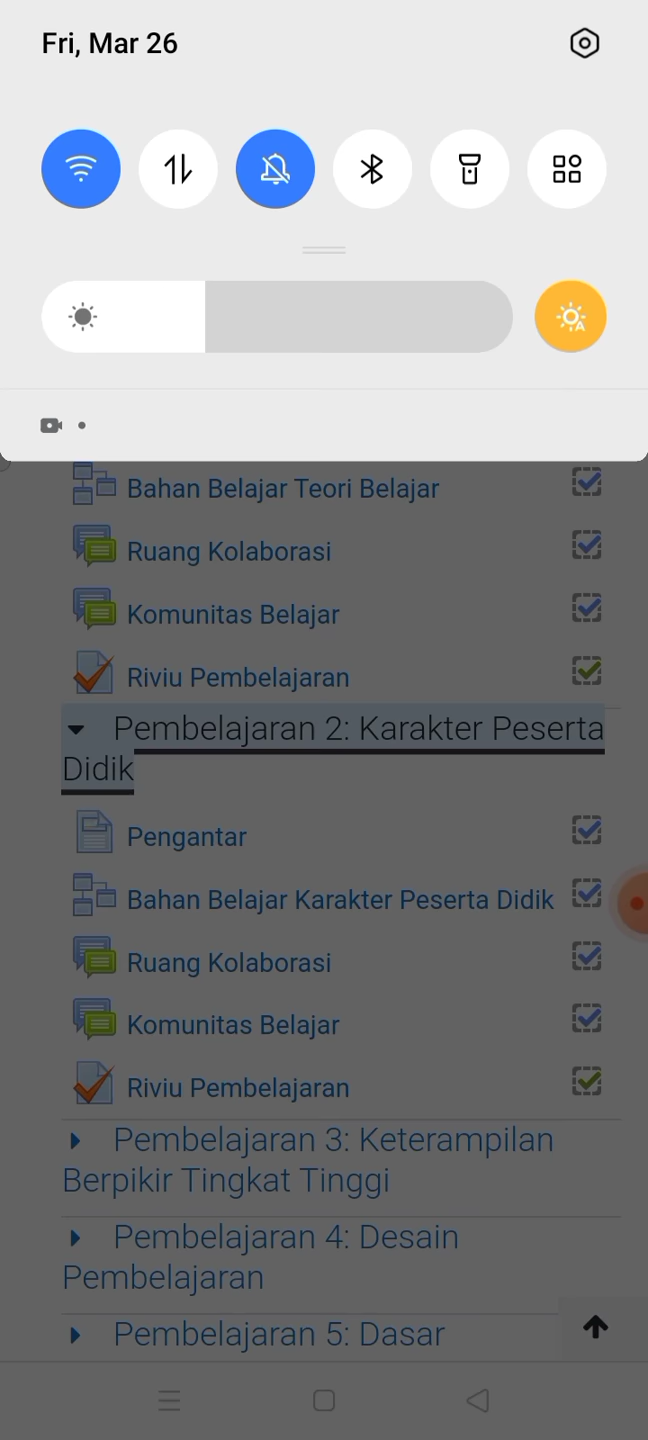 Fri, Mar 26
Bahan Belajar Teori Belajar
Ruang Kolaborasi
Komunitas Belajar
Riviu Pembelajaran
Pembelajaran 2: Karakter Peserta
Didik
Pengantar
Bahan Belajar Karakter Peserta Didik
Ruang Kolaborasi
Komunitas Belajar
Riviu Pembelajaran
Pembelajaran 3: Keterampilan
Berpikir Tingkat Tinggi
Pembelajaran 4: Desain
Pembelajaran
Pembelajaran 5: Dasar